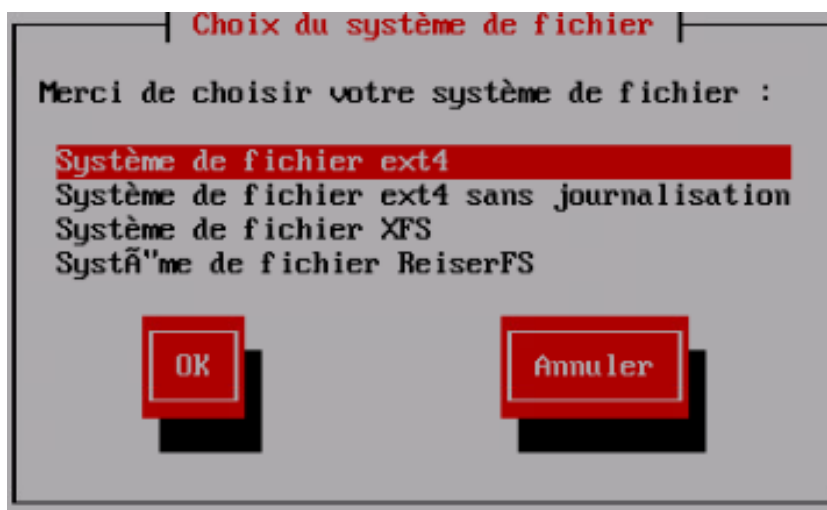 Choix du système de fichier
Merci de choisir votre système de fichier :
Système de fichier ext4
Système de fichier ext4 sans journalisation
Système de fichier XFS
SystÃ"me de fichier ReiserFS
OK Annuler